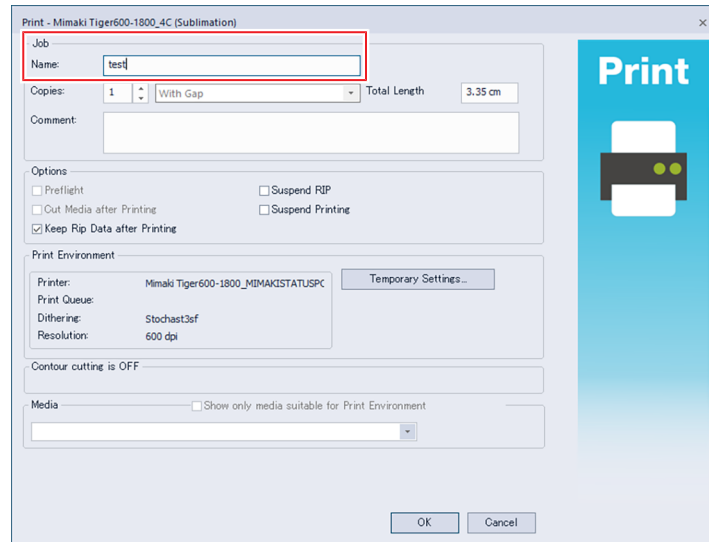 Print - Mimaki Tiger600-1800_4C (Sublimation)
Job
Name: test
Copies: 1 With Gap Total Length 3.35 cm
Comment:
Options
Preflight Suspend RIP
Cut Media after Printing Suspend Printing
Keep Rip Data after Printing
Print Environment
Printer: Mimaki Tiger600-1800_MIMAKISTATUSPC Temporary Settings...
Print Queue:
Dithering: Stochast3sf
Resolution: 600 dpi
Contour cutting is OFF
Media Show only media suitable for Print Environment
OK Cancel
Print